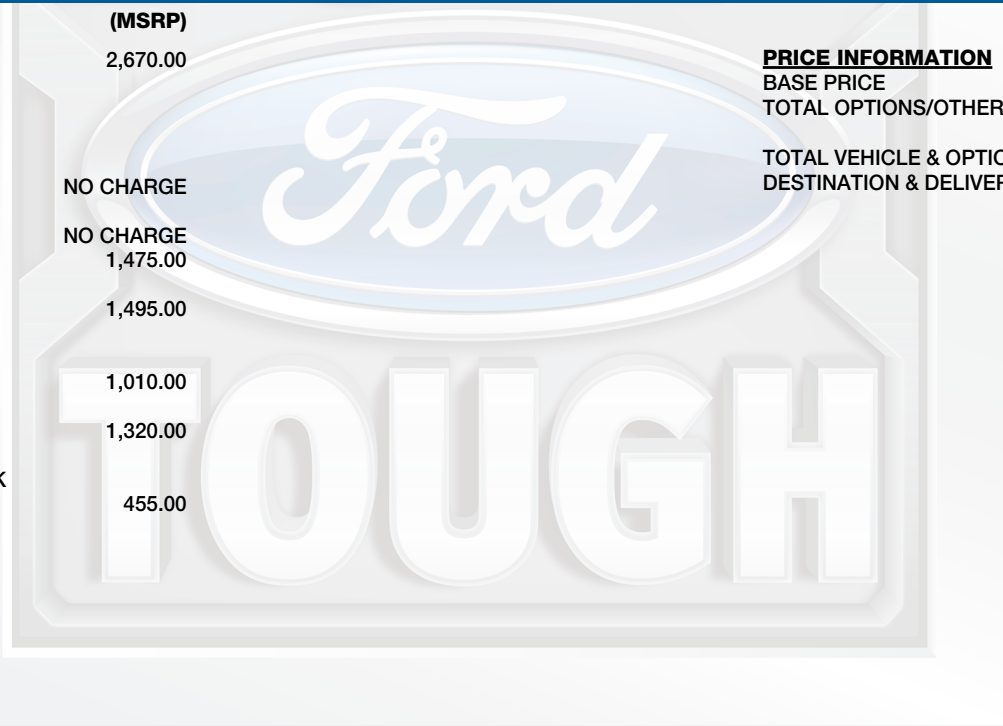 (MSRP)
2,670.00
NO CHARGE
NO CHARGE
1,475.00
1,495.00
1,010.00
1,320.00
K
455.00
PRICE INFORMATION
BASE PRICE
TOTAL OPTIONS/OTHER
TOTAL VEHICLE & OPTIO
DESTINATION & DELIVER
Ford
TOUGH